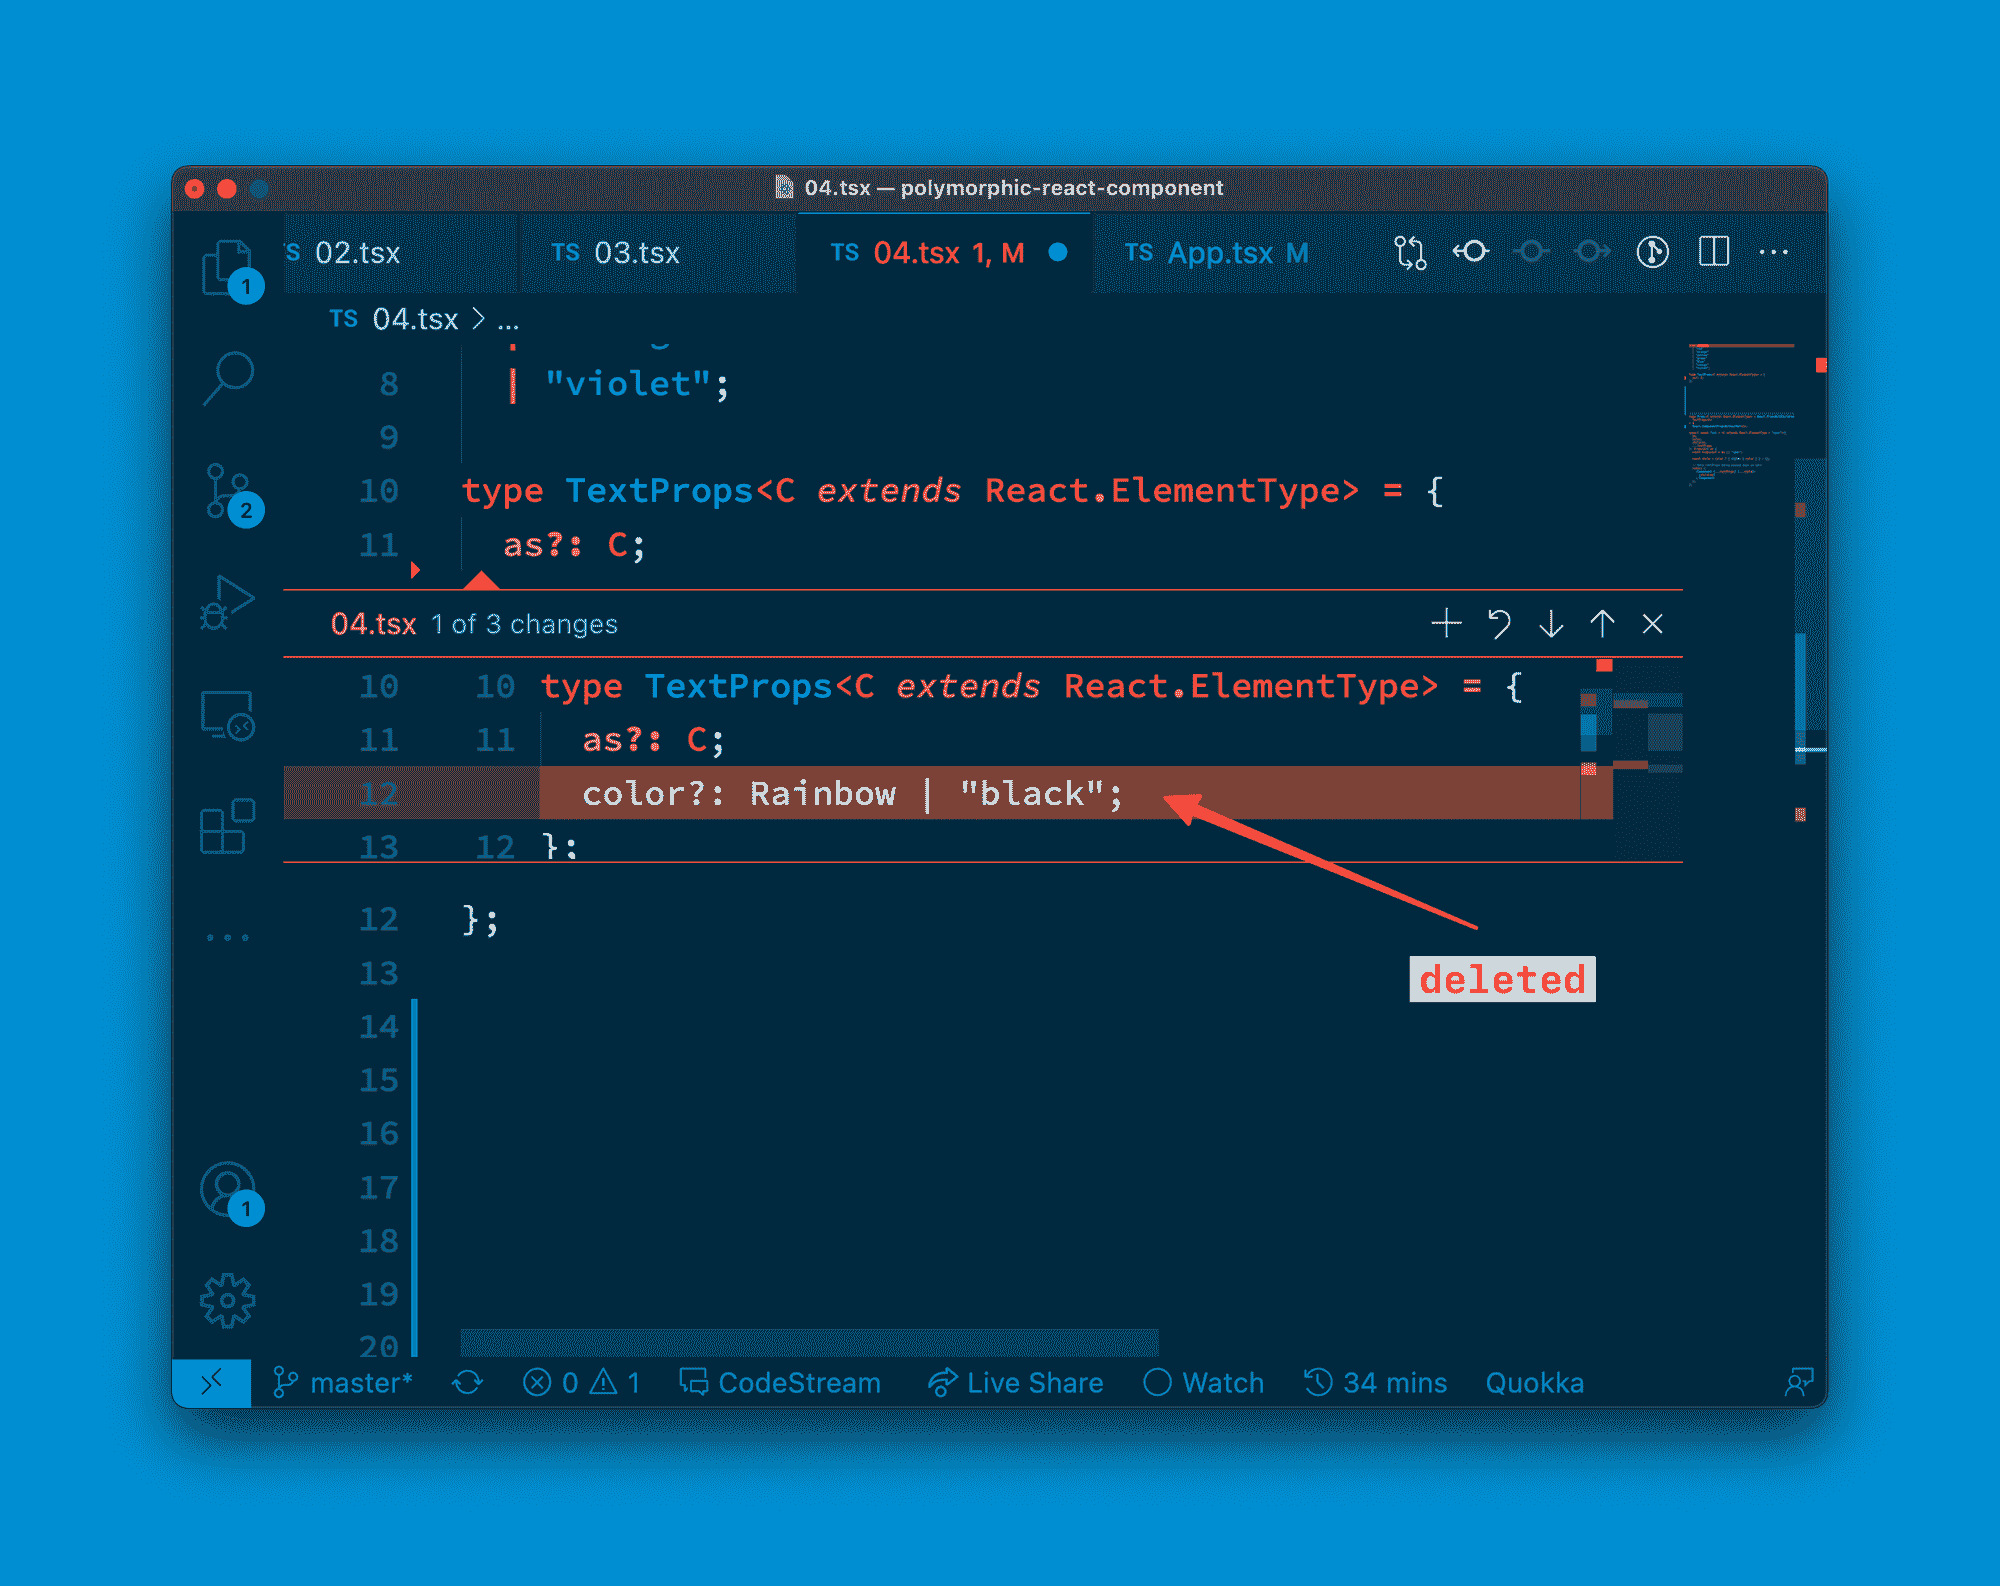 04.tsx — polymorphic-react-component
TS 02.tsx TS 03.tsx TS 04.tsx 1, M TS App.tsx M
TS 04.tsx > ...
8 | "violet";
9
10 type TextProps<C extends React.ElementType> = {
11 as?: C;
04.tsx 1 of 3 changes
10 10 type TextProps<C extends React.ElementType> = {
11 11 as?: C;
12 color?: Rainbow | "black";
13 12 };
12 };
deleted
13
14
15
16
17
18
19
20
1
2
1
master* 0 1 CodeStream Live Share Watch 34 mins Quokka